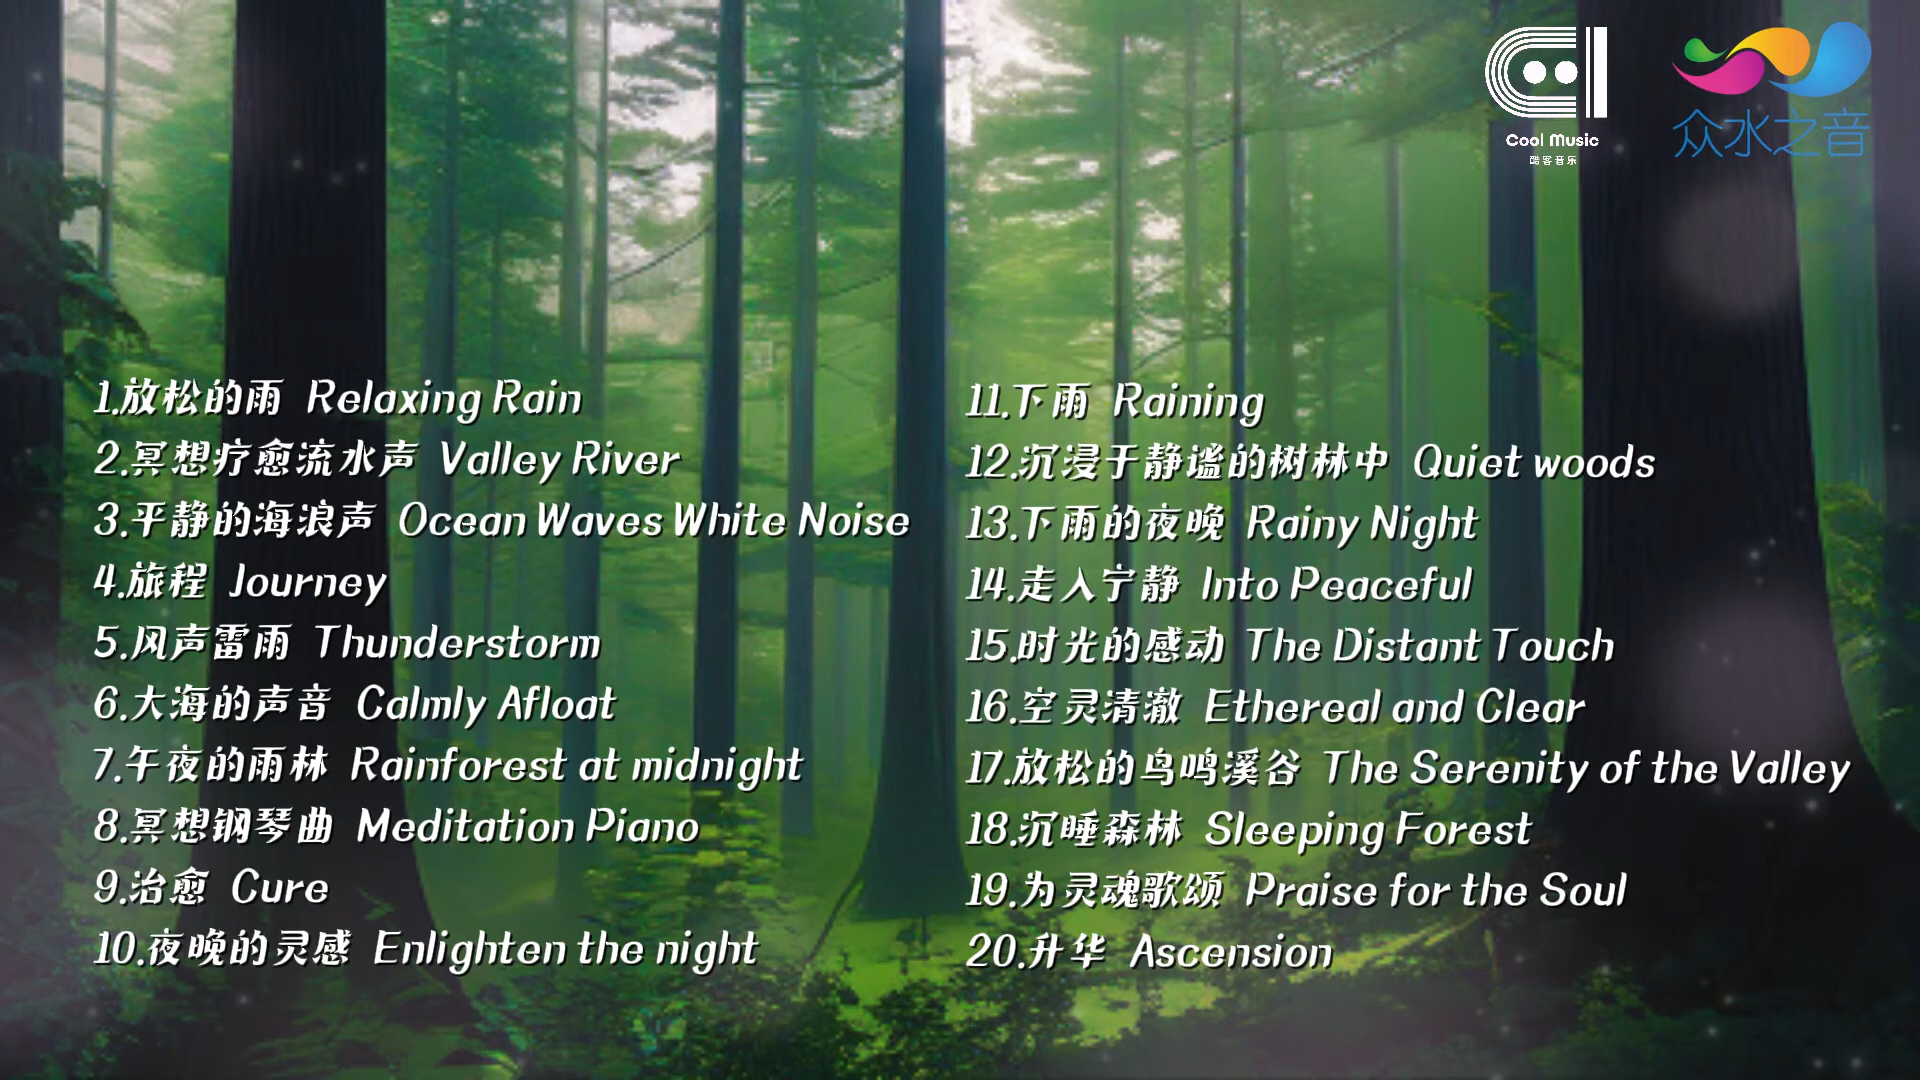 Cool Music
酷客音乐
众水之音
1.放松的雨 Relaxing Rain
2.冥想疗愈流水声 Valley River
3.平静的海浪声 Ocean Waves White Noise
4.旅程 Journey
5.风声雷雨 Thunderstorm
6.大海的声音 Calmly Afloat
7.午夜的雨林 Rainforest at midnight
8.冥想钢琴曲 Meditation Piano
9.治愈 Cure
10.夜晚的灵感 Enlighten the night
11.下雨 Raining
12.沉浸于静谧的树林中 Quiet woods
13.下雨的夜晚 Rainy Night
14.走入宁静 Into Peaceful
15.时光的感动 The Distant Touch
16.空灵清澈 Ethereal and Clear
17.放松的鸟鸣溪谷 The Serenity of the Valley
18.沉睡森林 Sleeping Forest
19.为灵魂歌颂 Praise for the Soul
20.升华 Ascension